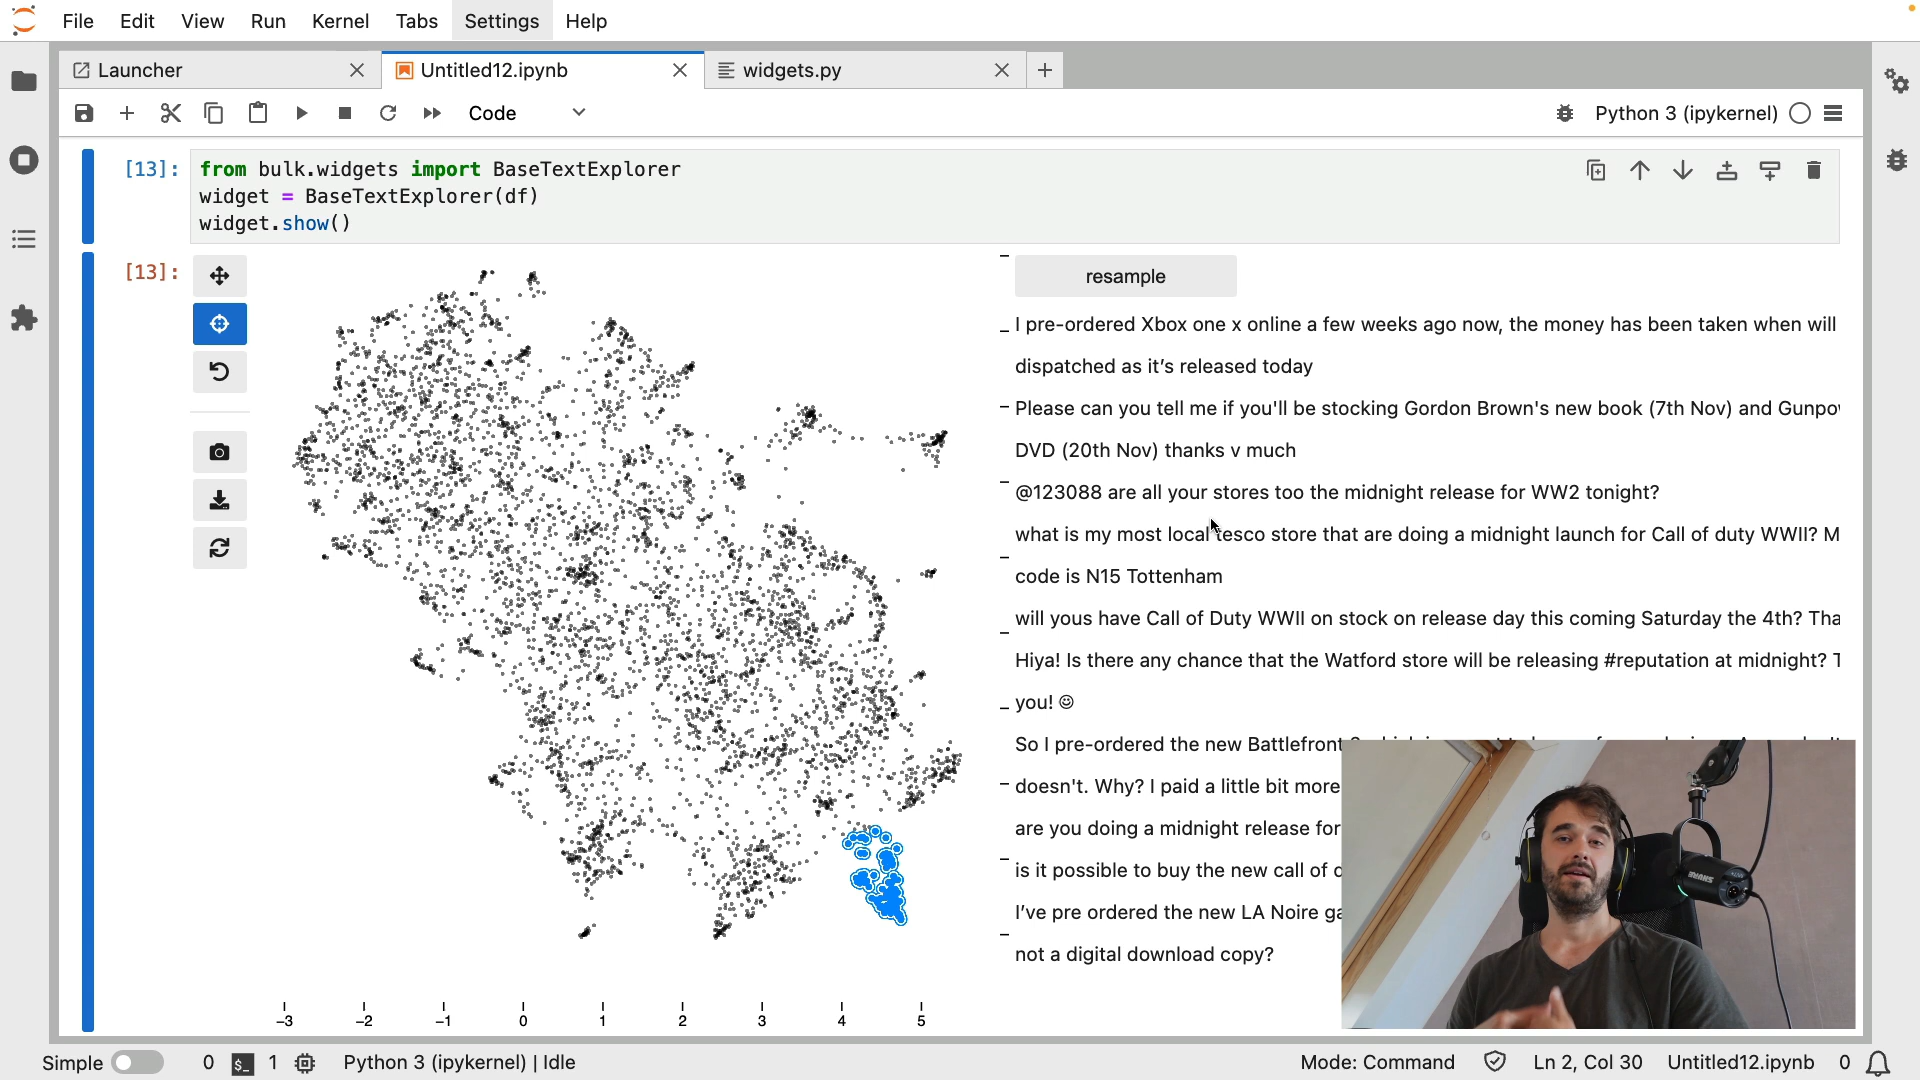 File Edit View Run Kernel Tabs Settings Help
Launcher Untitled12.ipynb widgets.py
Code Python 3 (ipykernel)
[13]: from bulk.widgets import BaseTextExplorer
widget = BaseTextExplorer(df)
widget.show()
[13]:
resample
I pre-ordered Xbox one x online a few weeks ago now, the money has been taken when will
dispatched as it's released today
Please can you tell me if you'll be stocking Gordon Brown's new book (7th Nov) and Gunpo
DVD (20th Nov) thanks v much
@123088 are all your stores too the midnight release for WW2 tonight?
what is my most local tesco store that are doing a midnight launch for Call of duty WWII? M
code is N15 Tottenham
will yous have Call of Duty WWII on stock on release day this coming Saturday the 4th? Tha
Hiya! Is there any chance that the Watford store will be releasing #reputation at midnight? T
you! ☺
So I pre-ordered the new Battlefront
doesn't. Why? I paid a little bit more
are you doing a midnight release for
is it possible to buy the new call of d
I've pre ordered the new LA Noire ga
not a digital download copy?
−3 −2 −1 0 1 2 3 4 5
Simple 0 $_ 1 Python 3 (ipykernel) | Idle Mode: Command Ln 2, Col 30 Untitled12.ipynb 0